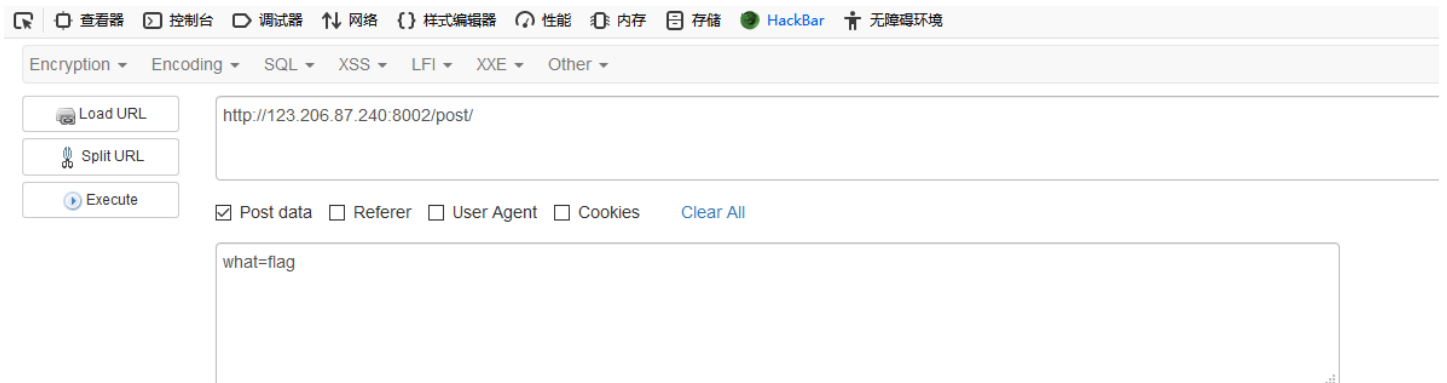 查看器 控制台 调试器 网络 {} 样式编辑器 性能 内存 存储 HackBar 无障碍环境
Encryption Encoding SQL XSS LFI XXE Other
Load URL
http://123.206.87.240:8002/post/
Split URL
Execute
Post data Referer User Agent Cookies Clear All
what=flag